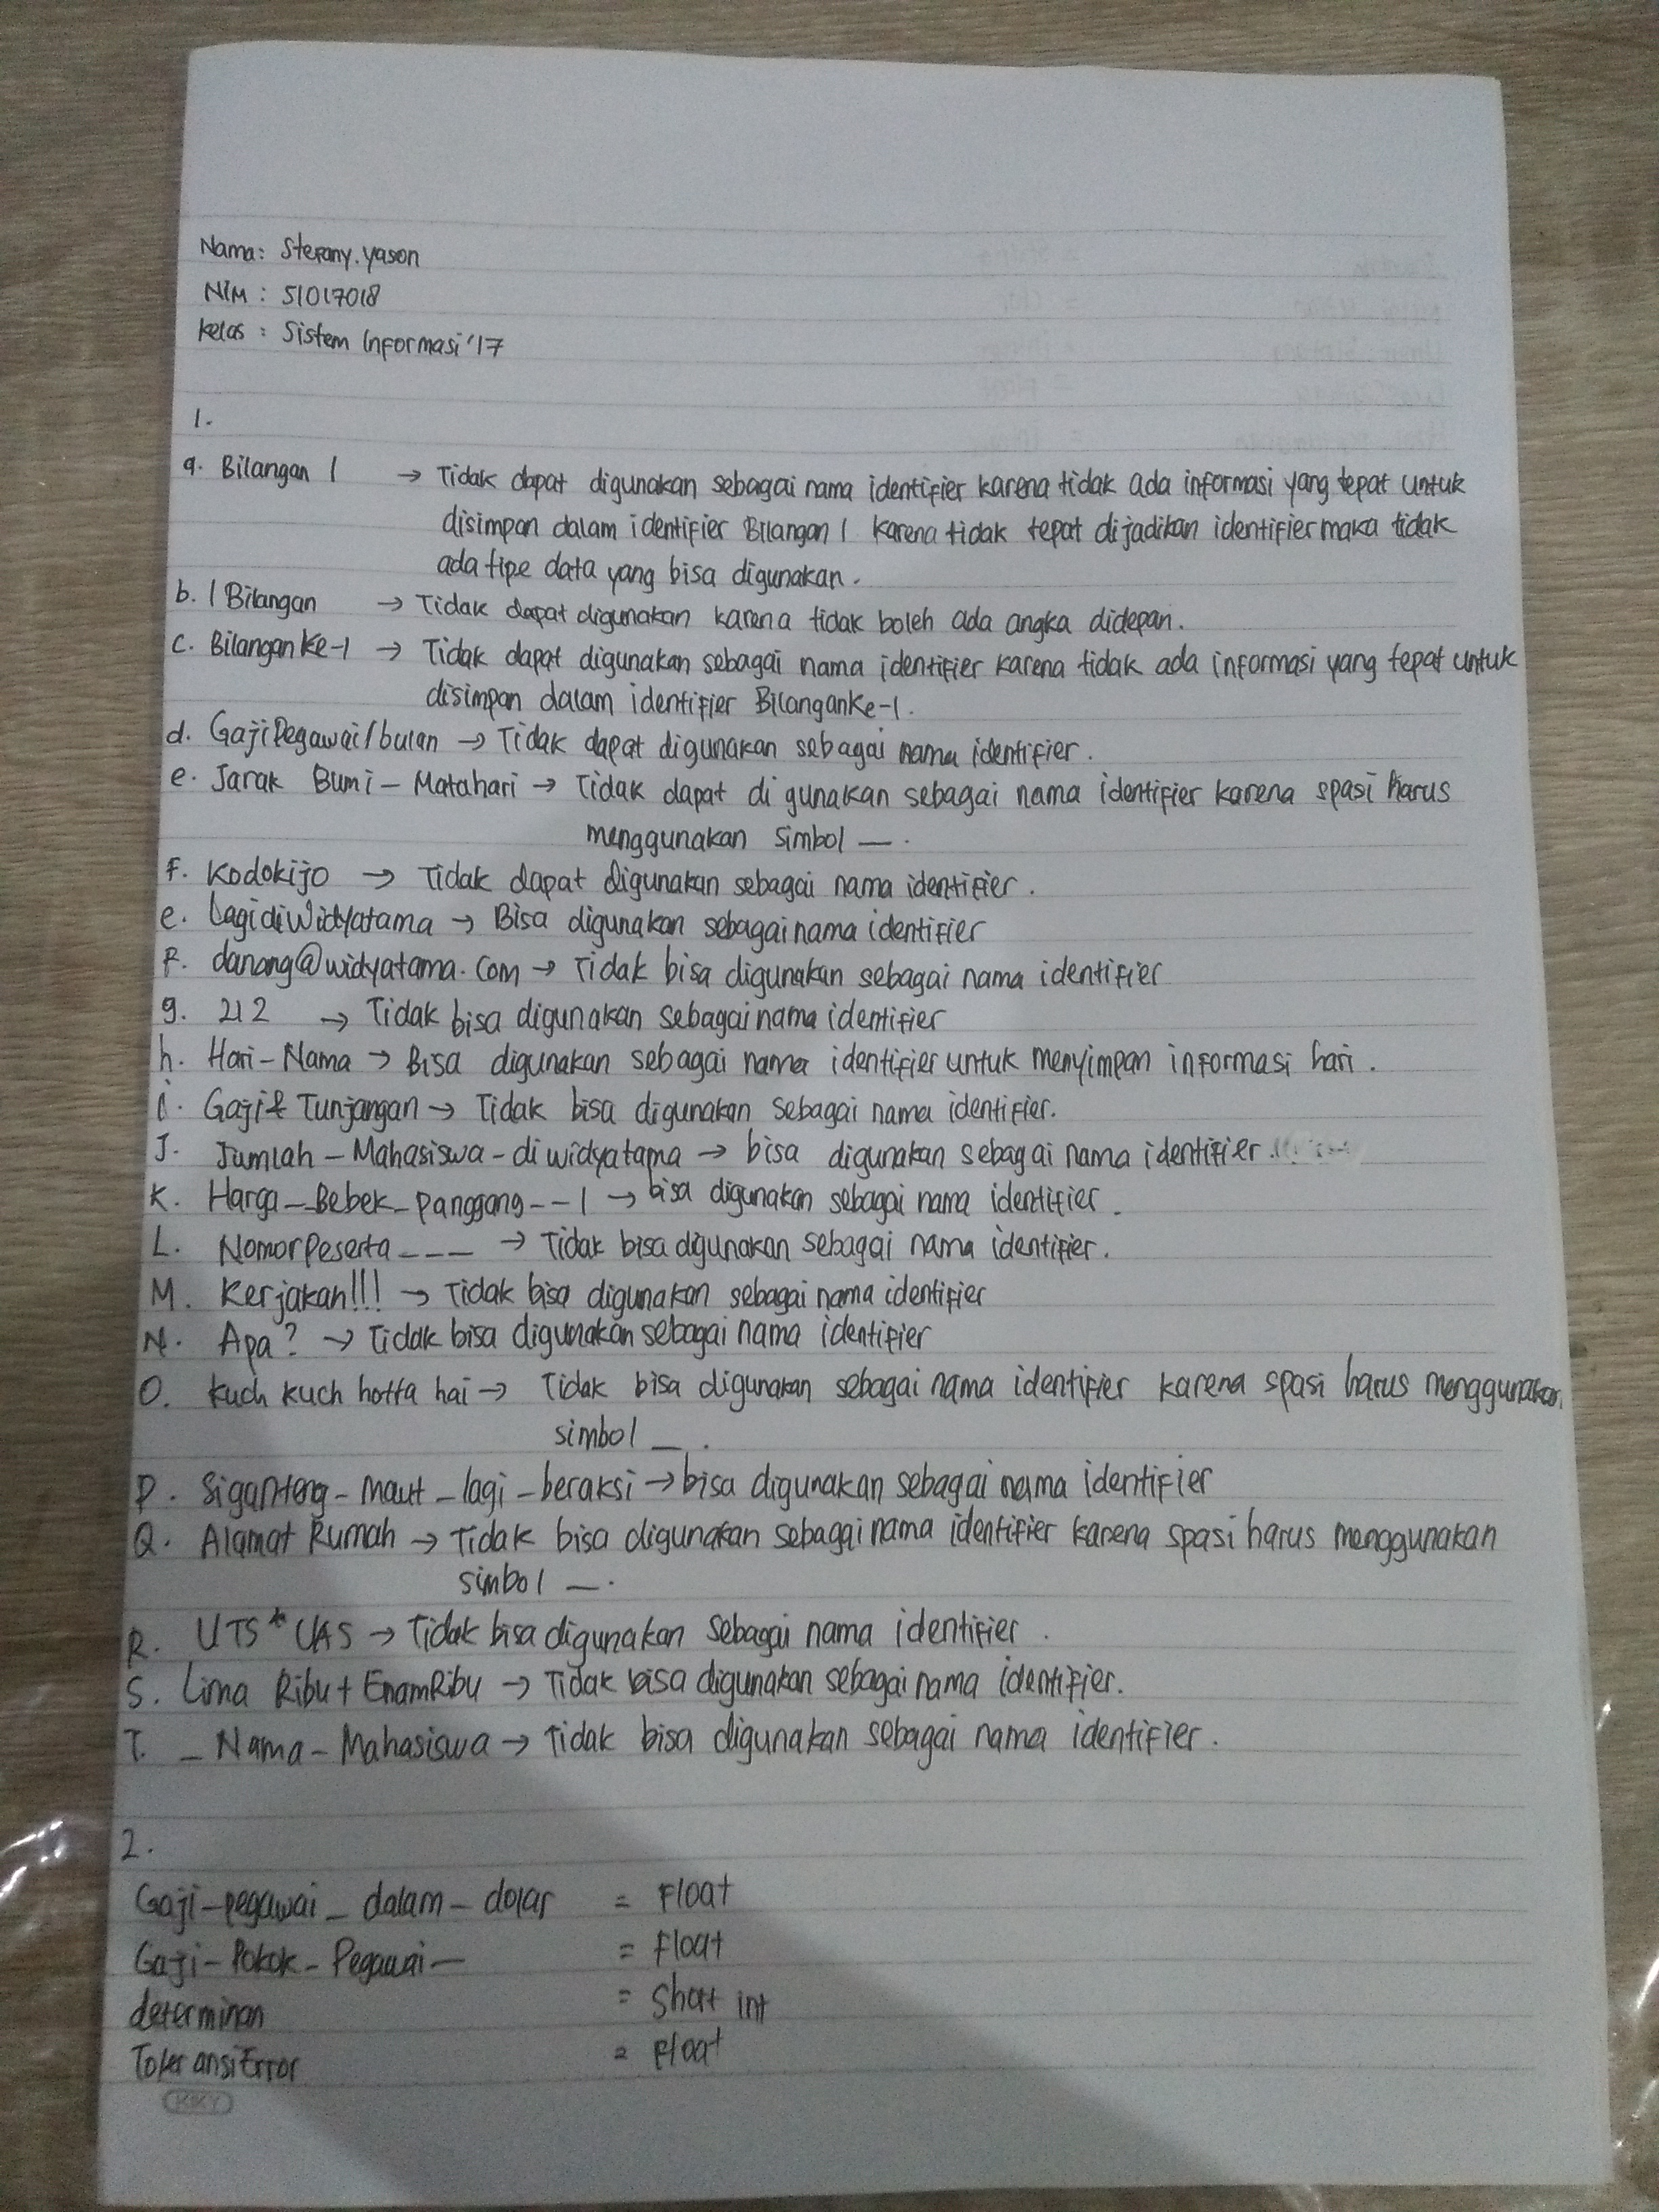 Nama: Stefany.yason
NIM : 51017018
Kelas : Sistem Informasi '17
1.
a. Bilangan 1 → Tidak dapat digunakan sebagai nama identifier karena tidak ada informasi yang tepat untuk
disimpan dalam identifier Bilangan 1 karena tidak tepat dijadikan identifier maka tidak
ada tipe data yang bisa digunakan.
b. 1 Bilangan → Tidak dapat digunakan karena tidak boleh ada angka didepan.
c. Bilangan Ke-1 → Tidak dapat digunakan sebagai nama identifier karena tidak ada informasi yang tepat untuk
disimpan dalam identifier BilanganKe-1.
d. GajiPegawai/bulan → Tidak dapat digunakan sebagai nama identifier.
e. Jarak Bumi - Matahari → Tidak dapat di gunakan sebagai nama identifier karena spasi harus
menggunakan simbol _.
f. Kodokijo → Tidak dapat digunakan sebagai nama identifier.
e. LagidiWidyatama → Bisa digunakan sebagai nama identifier
f. danang@widyatama.com → Tidak bisa digunakan sebagai nama identifier
g. 212 → Tidak bisa digunakan sebagai nama identifier
h. Hari-Nama → Bisa digunakan sebagai nama identifier untuk menyimpan informasi hari.
i. Gaji& Tunjangan → Tidak bisa digunakan sebagai nama identifier.
J. Jumlah-Mahasiswa-di widyatama → bisa digunakan sebagai nama identifier.
K. Harga__Bebek_panggang__1 → bisa digunakan sebagai nama identifier.
L. NomorPeserta___ → Tidak bisa digunakan sebagai nama identifier.
M. Kerjakan!!! → Tidak bisa digunakan sebagai nama identifier
N. Apa? → Tidak bisa digunakan sebagai nama identifier
O. Kuch kuch hotta hai → Tidak bisa digunakan sebagai nama identifier karena spasi harus menggunakan
simbol _.
P. Siganteng-maut_lagi_beraksi → bisa digunakan sebagai nama identifier
Q. Alamat Rumah → Tidak bisa digunakan sebagai nama identifier karena spasi harus menggunakan
simbol _.
R. UTS*UAS → Tidak bisa digunakan sebagai nama identifier.
S. Lima Ribu+EnamRibu → Tidak bisa digunakan sebagai nama identifier.
T. _Nama-Mahasiswa → Tidak bisa digunakan sebagai nama identifier.
2.
Gaji-pegawai_dalam-dolar = Float
Gaji-Pokok-Pegawai_ = Float
determinan = Short int
ToleransiError = Float
KKY